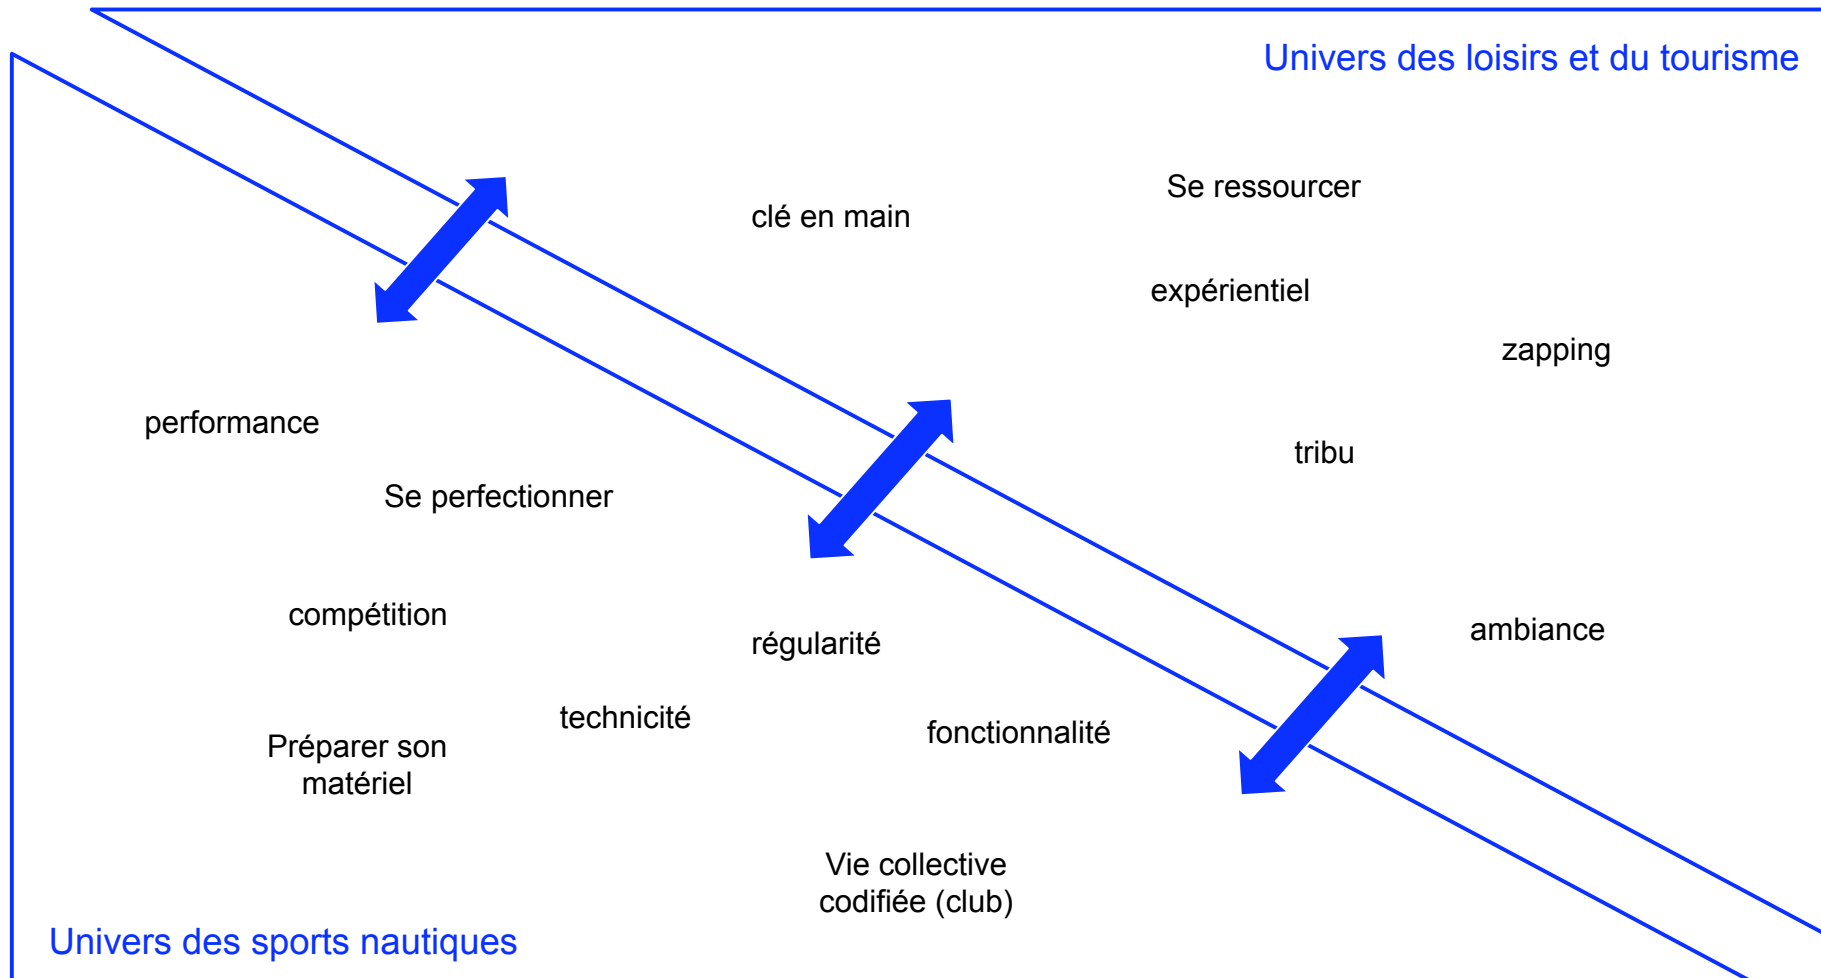 Univers des loisirs et du tourisme
Se ressourcer
clé en main
expérientiel
zapping
performance
tribu
Se perfectionner
compétition
régularité
ambiance
technicité
fonctionnalité
Préparer son
matériel
Vie collective
codifiée (club)
Univers des sports nautiques